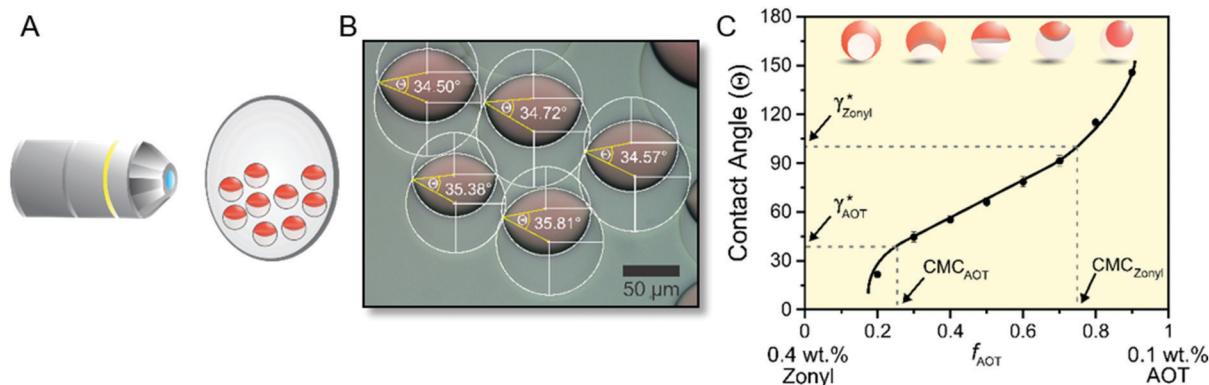 A
B
34.50°
Θ
34.72°
Θ
34.57°
Θ
35.38°
Θ
35.81°
Θ
50 µm
C
Contact Angle (Θ)
180
150
120
90
60
30
0
γ*Zonyl
γ*AOT
CMCAOT
CMCZonyl
0 0.2 0.4 0.6 0.8 1
0.4 wt.% fAOT 0.1 wt.%
Zonyl AOT